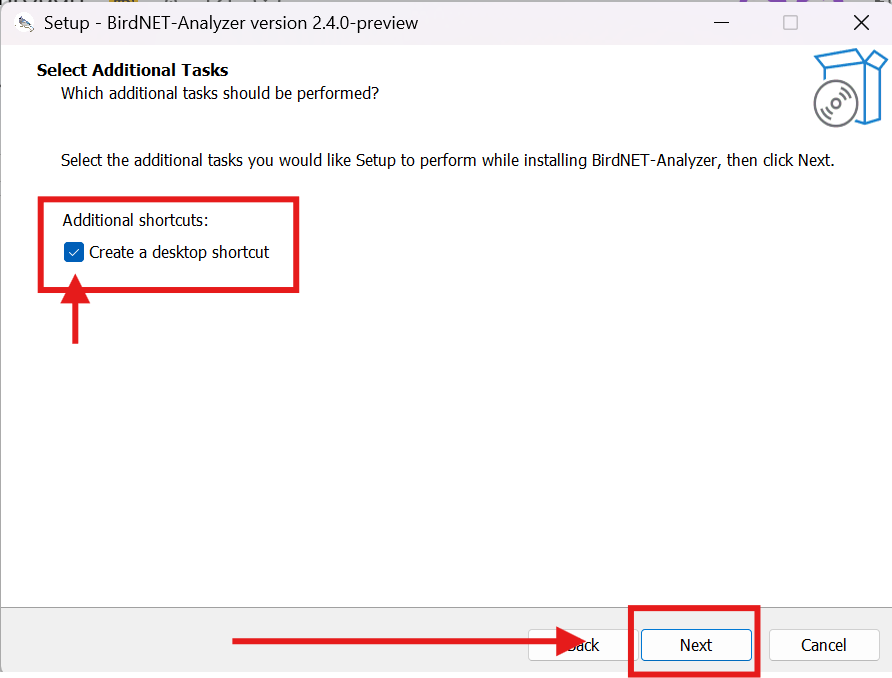 Setup - BirdNET-Analyzer version 2.4.0-preview
Select Additional Tasks
Which additional tasks should be performed?
Select the additional tasks you would like Setup to perform while installing BirdNET-Analyzer, then click Next.
Additional shortcuts:
Create a desktop shortcut
Next
Cancel